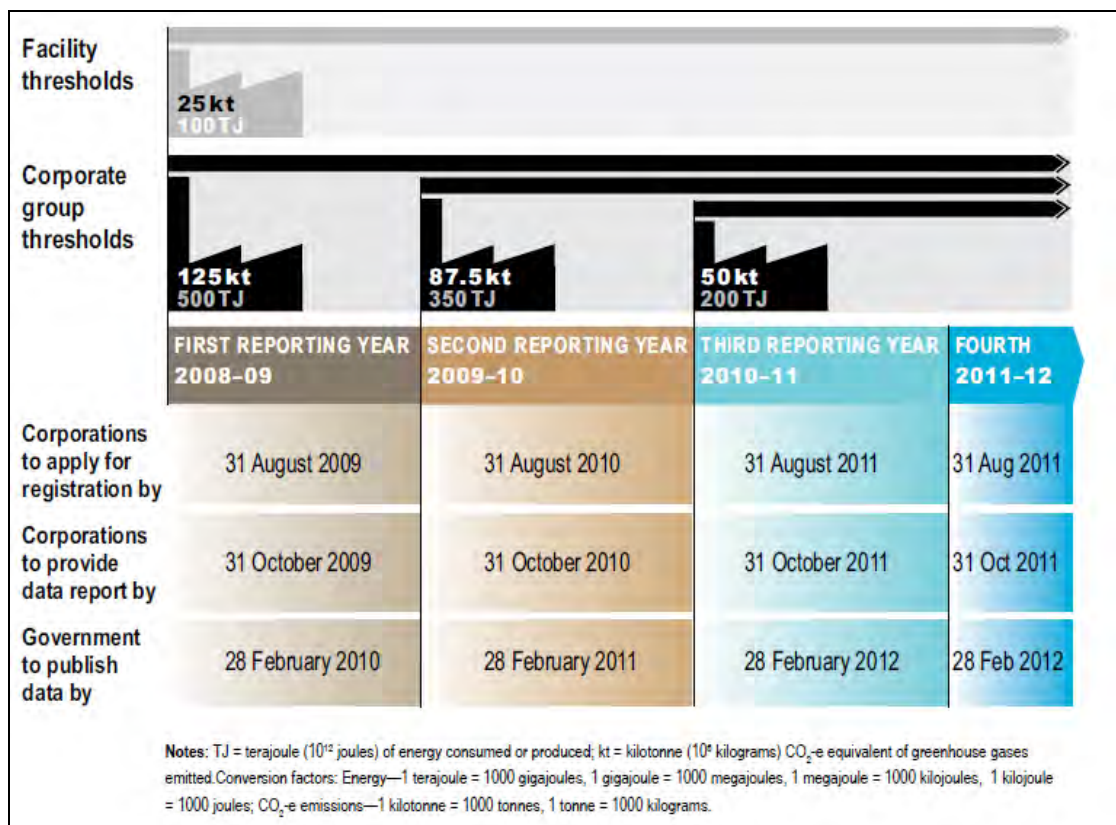 Facility
thresholds
25 kt
100 TJ
Corporate
group
thresholds
125 kt
500 TJ
87.5 kt
350 TJ
50 kt
200 TJ
FIRST REPORTING YEAR
2008–09
SECOND REPORTING YEAR
2009–10
THIRD REPORTING YEAR
2010–11
FOURTH
2011–12
Corporations
to apply for
registration by
31 August 2009
31 August 2010
31 August 2011
31 Aug 2011
Corporations
to provide
data report by
31 October 2009
31 October 2010
31 October 2011
31 Oct 2011
Government
to publish
data by
28 February 2010
28 February 2011
28 February 2012
28 Feb 2012
Notes: TJ = terajoule (10¹² joules) of energy consumed or produced; kt = kilotonne (10⁶ kilograms) CO₂-e equivalent of greenhouse gases
emitted.Conversion factors: Energy—1 terajoule = 1000 gigajoules, 1 gigajoule = 1000 megajoules, 1 megajoule = 1000 kilojoules, 1 kilojoule
= 1000 joules; CO₂-e emissions—1 kilotonne = 1000 tonnes, 1 tonne = 1000 kilograms.